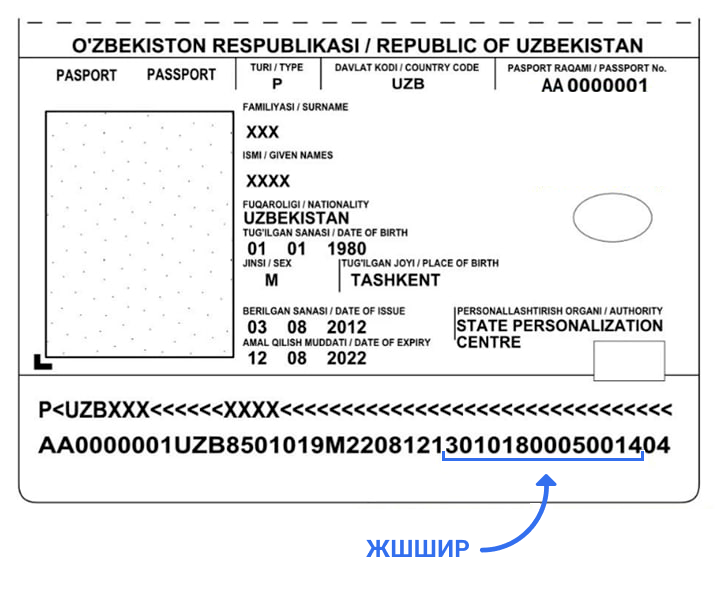 O'ZBEKISTON RESPUBLIKASI / REPUBLIC OF UZBEKISTAN
PASPORT PASSPORT
TURI / TYPE
P
DAVLAT KODI / COUNTRY CODE
UZB
PASPORT RAQAMI / PASSPORT No.
AA 0000001
FAMILIYASI / SURNAME
XXX
ISMI / GIVEN NAMES
XXXX
FUQAROLIGI / NATIONALITY
UZBEKISTAN
TUG'ILGAN SANASI / DATE OF BIRTH
01 01 1980
JINSI / SEX
M
TUG'ILGAN JOYI / PLACE OF BIRTH
TASHKENT
BERILGAN SANASI / DATE OF ISSUE
03 08 2012
AMAL QILISH MUDDATI / DATE OF EXPIRY
12 08 2022
PERSONALLASHTIRISH ORGANI / AUTHORITY
STATE PERSONALIZATION
CENTRE
P<UZBXXX<<<<<<XXXX<<<<<<<<<<<<<<<<<<<<<<<<<<<<<<<<
AA0000001UZB8501019M22081213010180005001404
ЖШШИР